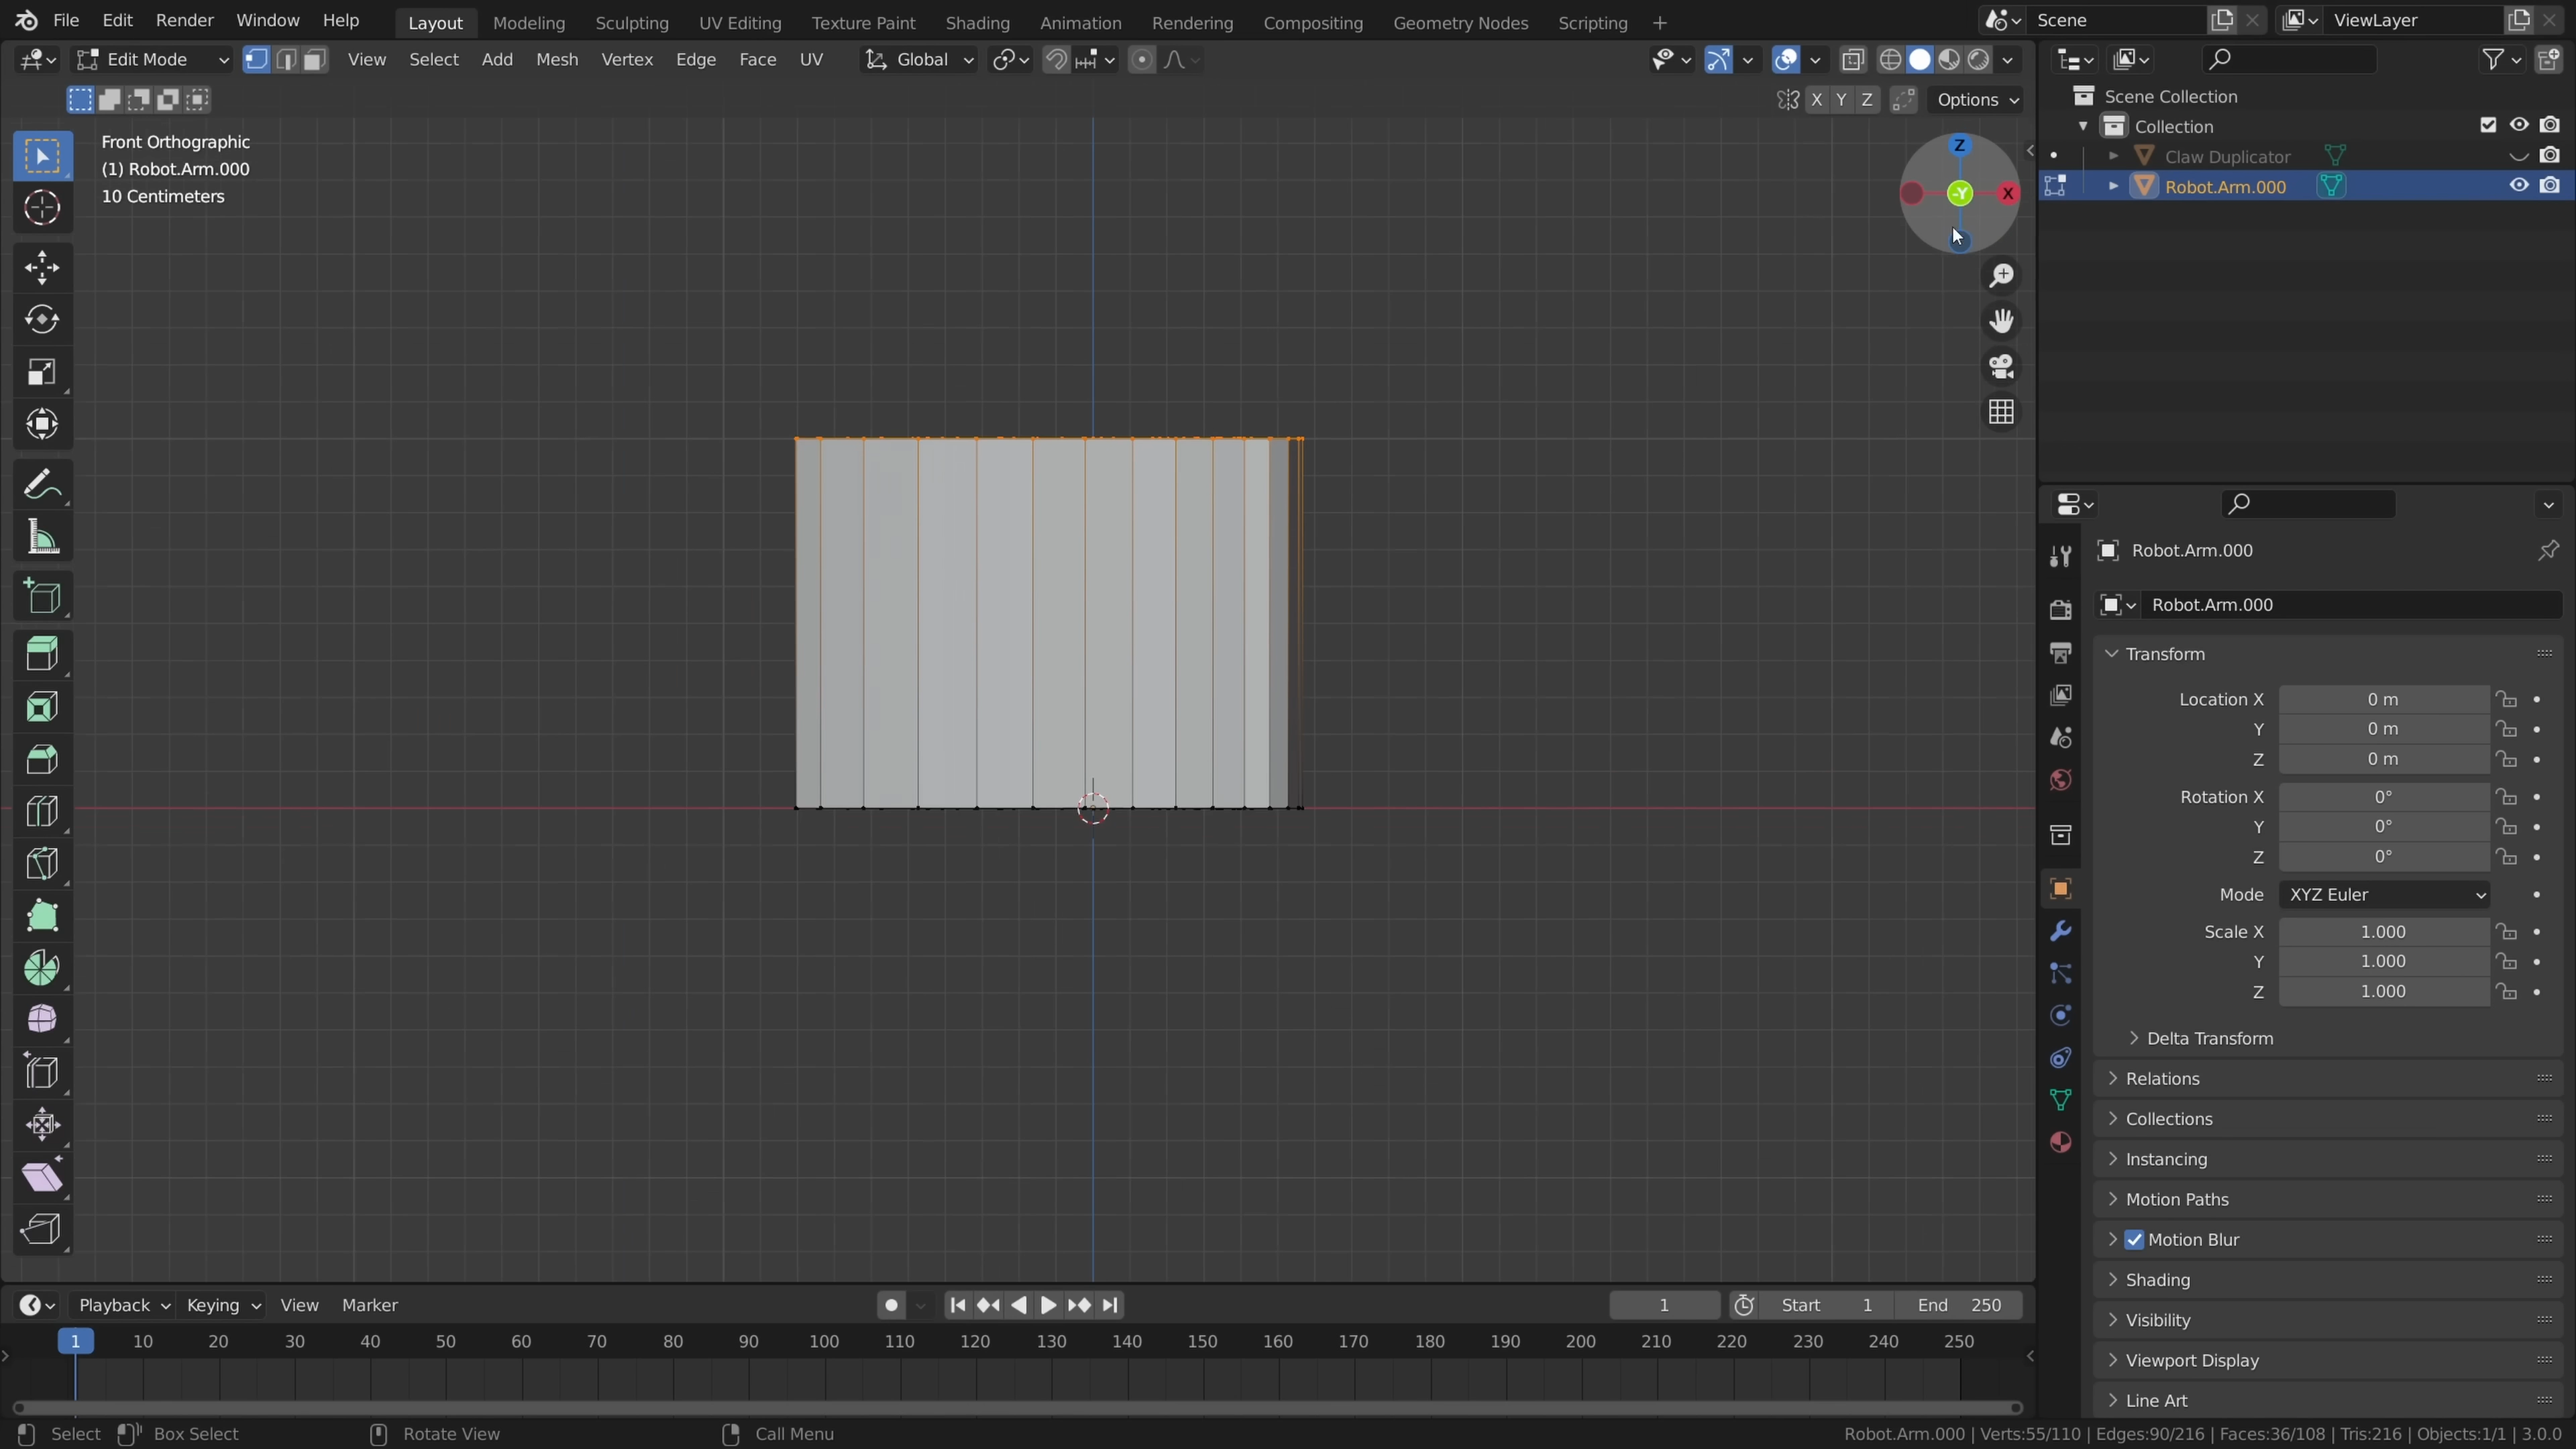 File Edit Render Window Help Layout Modeling Sculpting UV Editing Texture Paint Shading Animation Rendering Compositing Geometry Nodes Scripting + Scene ViewLayer
Edit Mode View Select Add Mesh Vertex Edge Face UV Global
X Y Z Options
Front Orthographic
(1) Robot.Arm.000
10 Centimeters
Z
-Y
X
Scene Collection
Collection
Claw Duplicator
Robot.Arm.000
Robot.Arm.000
Robot.Arm.000
Transform
Location X 0 m
Y 0 m
Z 0 m
Rotation X 0°
Y 0°
Z 0°
Mode XYZ Euler
Scale X 1.000
Y 1.000
Z 1.000
Delta Transform
Relations
Collections
Instancing
Motion Paths
Motion Blur
Shading
Visibility
Viewport Display
Line Art
Playback Keying View Marker 1 Start 1 End 250
1 10 20 30 40 50 60 70 80 90 100 110 120 130 140 150 160 170 180 190 200 210 220 230 240 250
Select Box Select Rotate View Call Menu Robot.Arm.000 | Verts:55/110 | Edges:90/216 | Faces:36/108 | Tris:216 | Objects:1/1 | 3.0.0